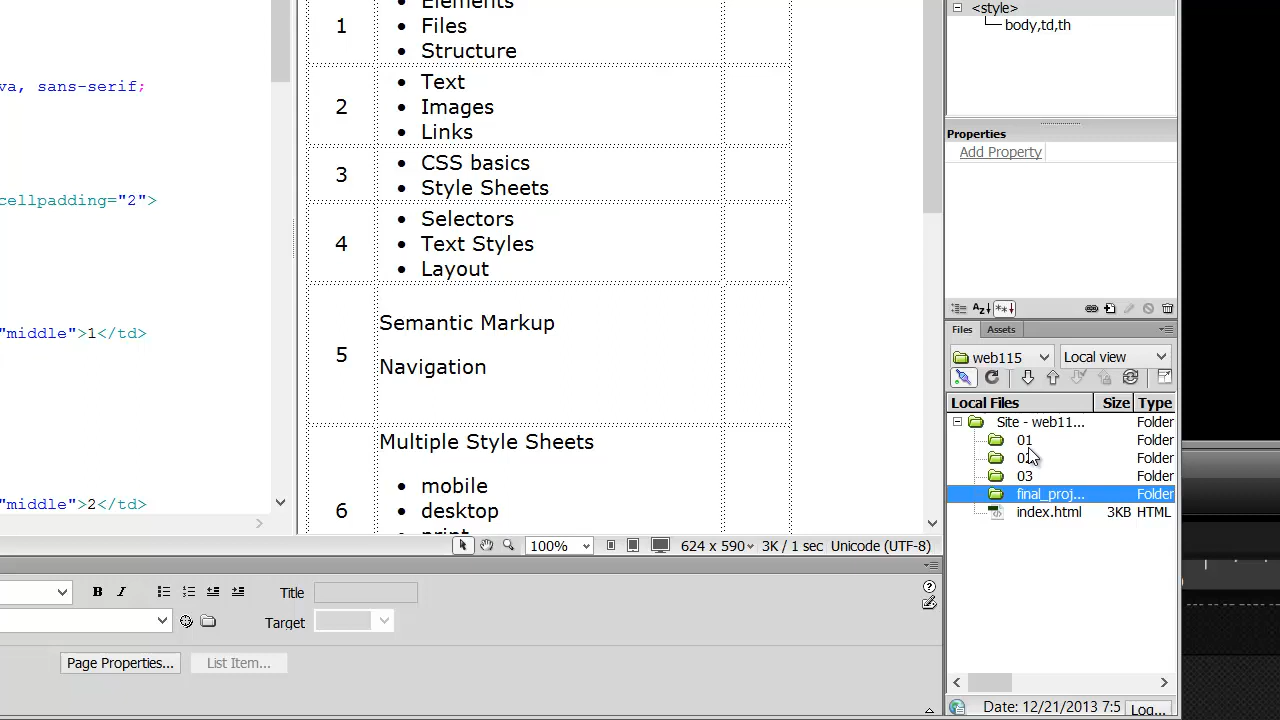 va, sans-serif;
cellpadding="2">
"middle">1</td>
"middle">2</td>
Elements
1
Files
Structure
2
Text
Images
Links
3
CSS basics
Style Sheets
4
Selectors
Text Styles
Layout
5
Semantic Markup
Navigation
Multiple Style Sheets
6
mobile
desktop
print
100%
624 x 590
3K / 1 sec
Unicode (UTF-8)
B
I
Title
Target
Page Properties...
List Item...
<style>
body,td,th
Properties
Add Property
Files
Assets
web115
Local view
Local Files Size Type
Site - web11... Folder
01 Folder
02 Folder
03 Folder
final_proj... Folder
index.html 3KB HTML
Date: 12/21/2013 7:5
Log...